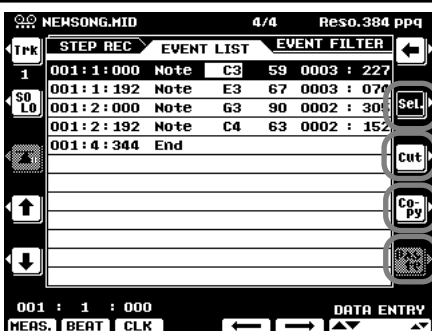 NEWSONG.MID 4/4 Reso.384 ppq
Trk STEP REC EVENT LIST EVENT FILTER
1 001:1:000 Note C3 59 0003 : 227
001:1:192 Note E3 67 0003 : 074
SO LO 001:2:000 Note G3 90 0002 : 305 Sel.
001:2:192 Note C4 63 0002 : 152
001:4:344 End
Cut
Co-
py
001 : 1 : 000 DATA ENTRY
MEAS. BEAT CLK